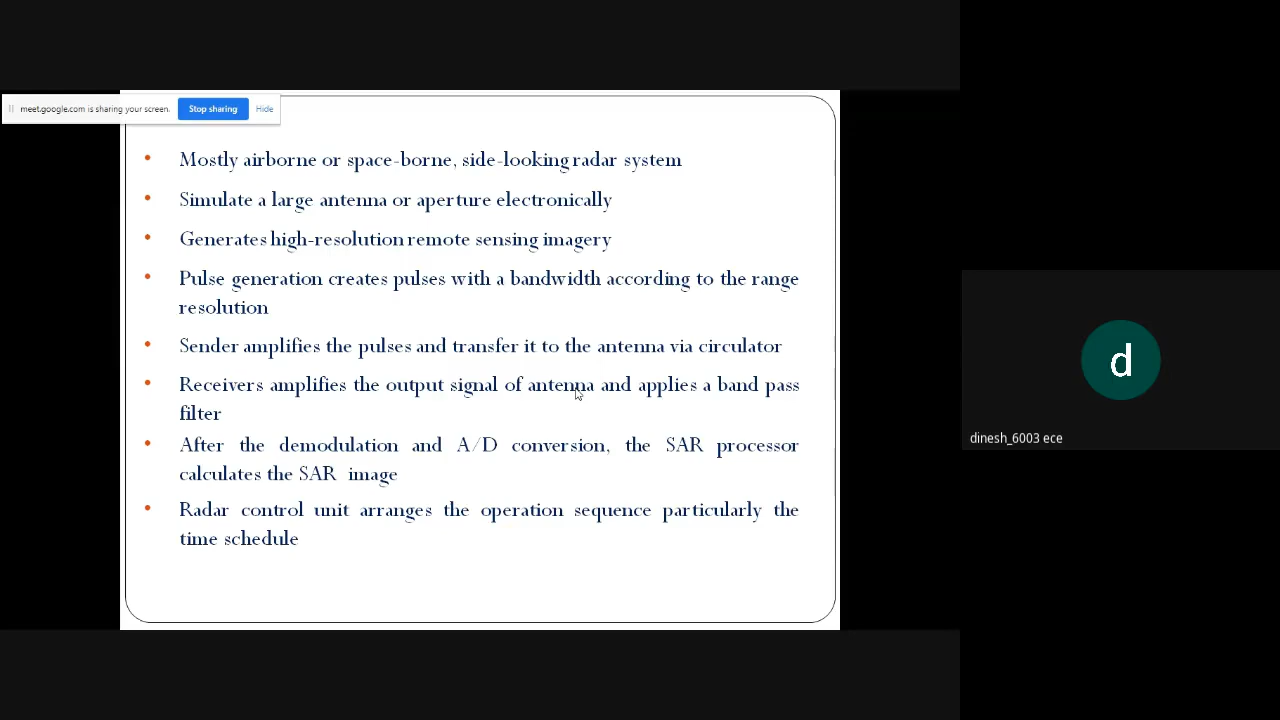 meet.google.com is sharing your screen.
Stop sharing
Hide
Mostly airborne or space-borne, side-looking radar system
Simulate a large antenna or aperture electronically
Generates high-resolution remote sensing imagery
Pulse generation creates pulses with a bandwidth according to the range
resolution
Sender amplifies the pulses and transfer it to the antenna via circulator
Receivers amplifies the output signal of antenna and applies a band pass
filter
After the demodulation and A/D conversion, the SAR processor
calculates the SAR image
Radar control unit arranges the operation sequence particularly the
time schedule
d
dinesh_6003 ece